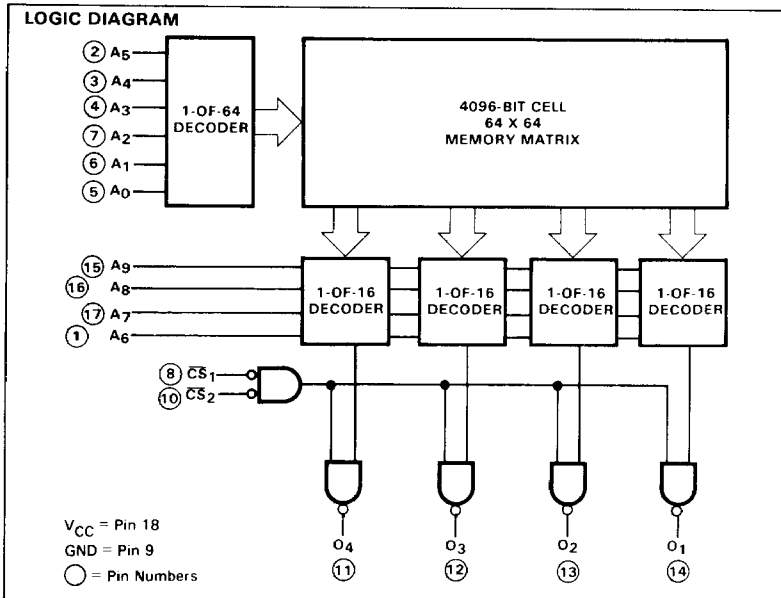 LOGIC DIAGRAM
2 A5
3 A4
4 A3
7 A2
6 A1
5 A0
1-OF-64
DECODER
4096-BIT CELL
64 X 64
MEMORY MATRIX
15 A9
16 A8
17 A7
1 A6
1-OF-16
DECODER
1-OF-16
DECODER
1-OF-16
DECODER
1-OF-16
DECODER
8 C̅S̅1
10 C̅S̅2
O4
11
O3
12
O2
13
O1
14
VCC = Pin 18
GND = Pin 9
◯ = Pin Numbers